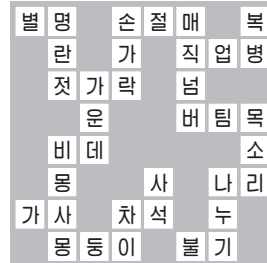 별명 손절매 복
란 가 직업병
젓가락 넘
운 버팀목
비데 소
몽 사 나리
가사 차석 누
몽둥이 불기